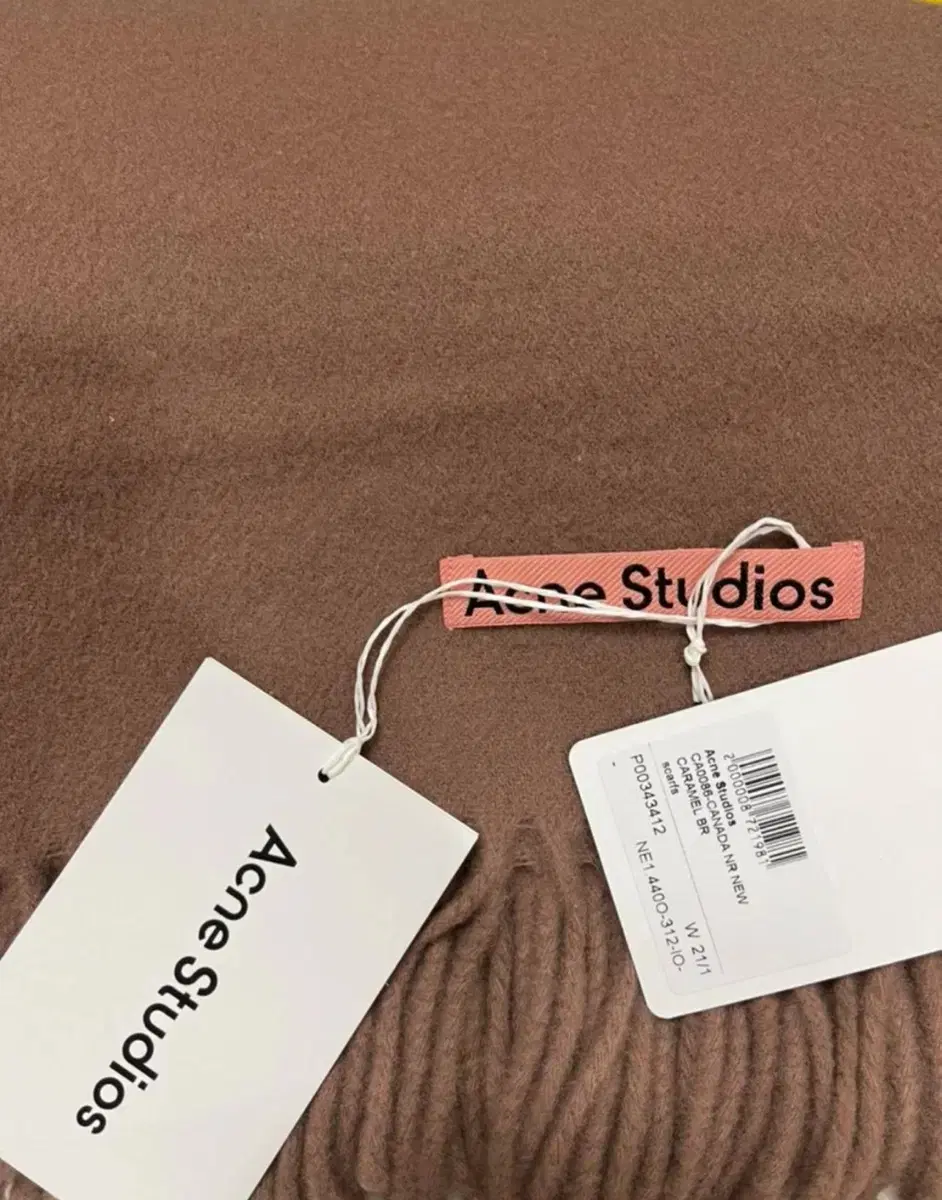 Acne Studios
Acne Studios
2000008721981
Acne Studios
CA0086-CANADA NR NEW
CARAMEL BR
scarfs
W 21/1
P00343412
NE1 440O-312-IO-